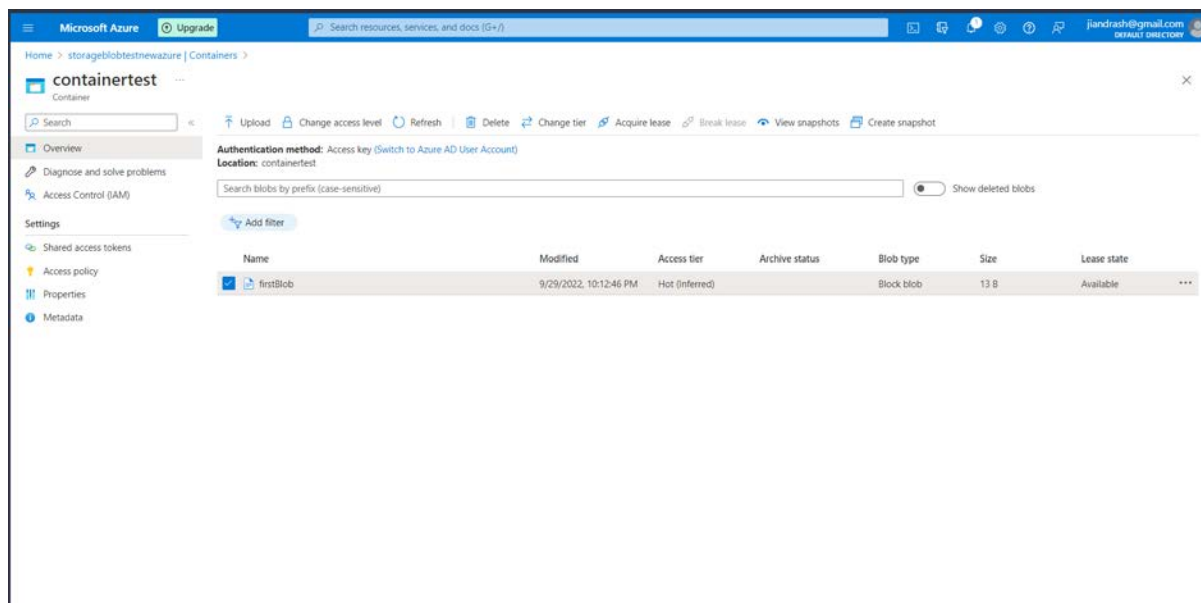 Microsoft Azure Upgrade Search resources, services, and docs (G+/) 1 jiandrash@gmail.com
DEFAULT DIRECTORY
Home > storageblobtestnewazure | Containers >
containertest ...
Container
Search Upload Change access level Refresh Delete Change tier Acquire lease Break lease View snapshots Create snapshot
Overview
Diagnose and solve problems
Access Control (IAM)
Settings
Shared access tokens
Access policy
Properties
Metadata
Authentication method: Access key (Switch to Azure AD User Account)
Location: containertest
Search blobs by prefix (case-sensitive) Show deleted blobs
Add filter
Name Modified Access tier Archive status Blob type Size Lease state
firstBlob 9/29/2022, 10:12:46 PM Hot (Inferred) Block blob 13 B Available ...